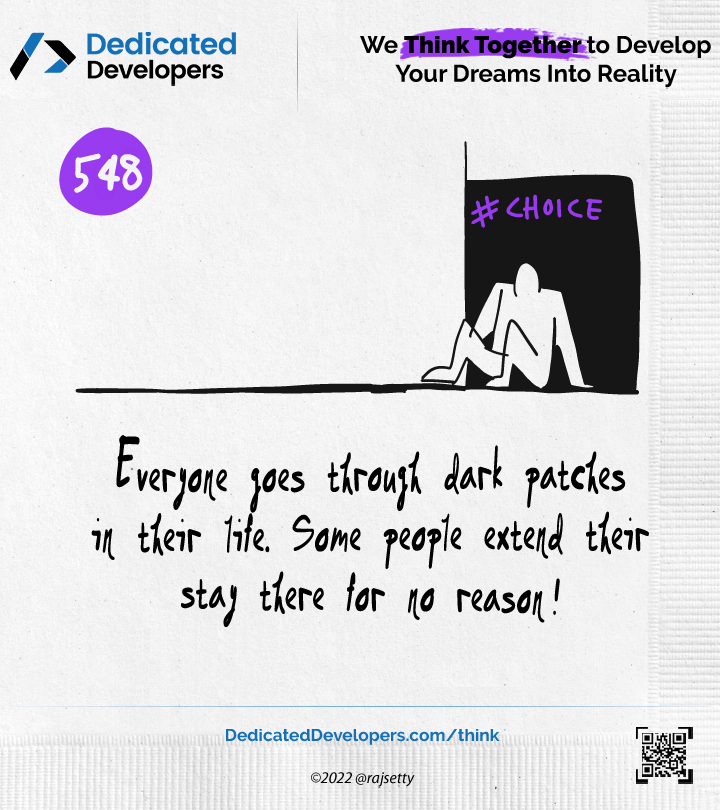 Dedicated
Developers
We Think Together to Develop
Your Dreams Into Reality
548
#CHOICE
Everyone goes through dark patches
in their life. Some people extend their
stay there for no reason!
DedicatedDevelopers.com/think
©2022 @rajsetty